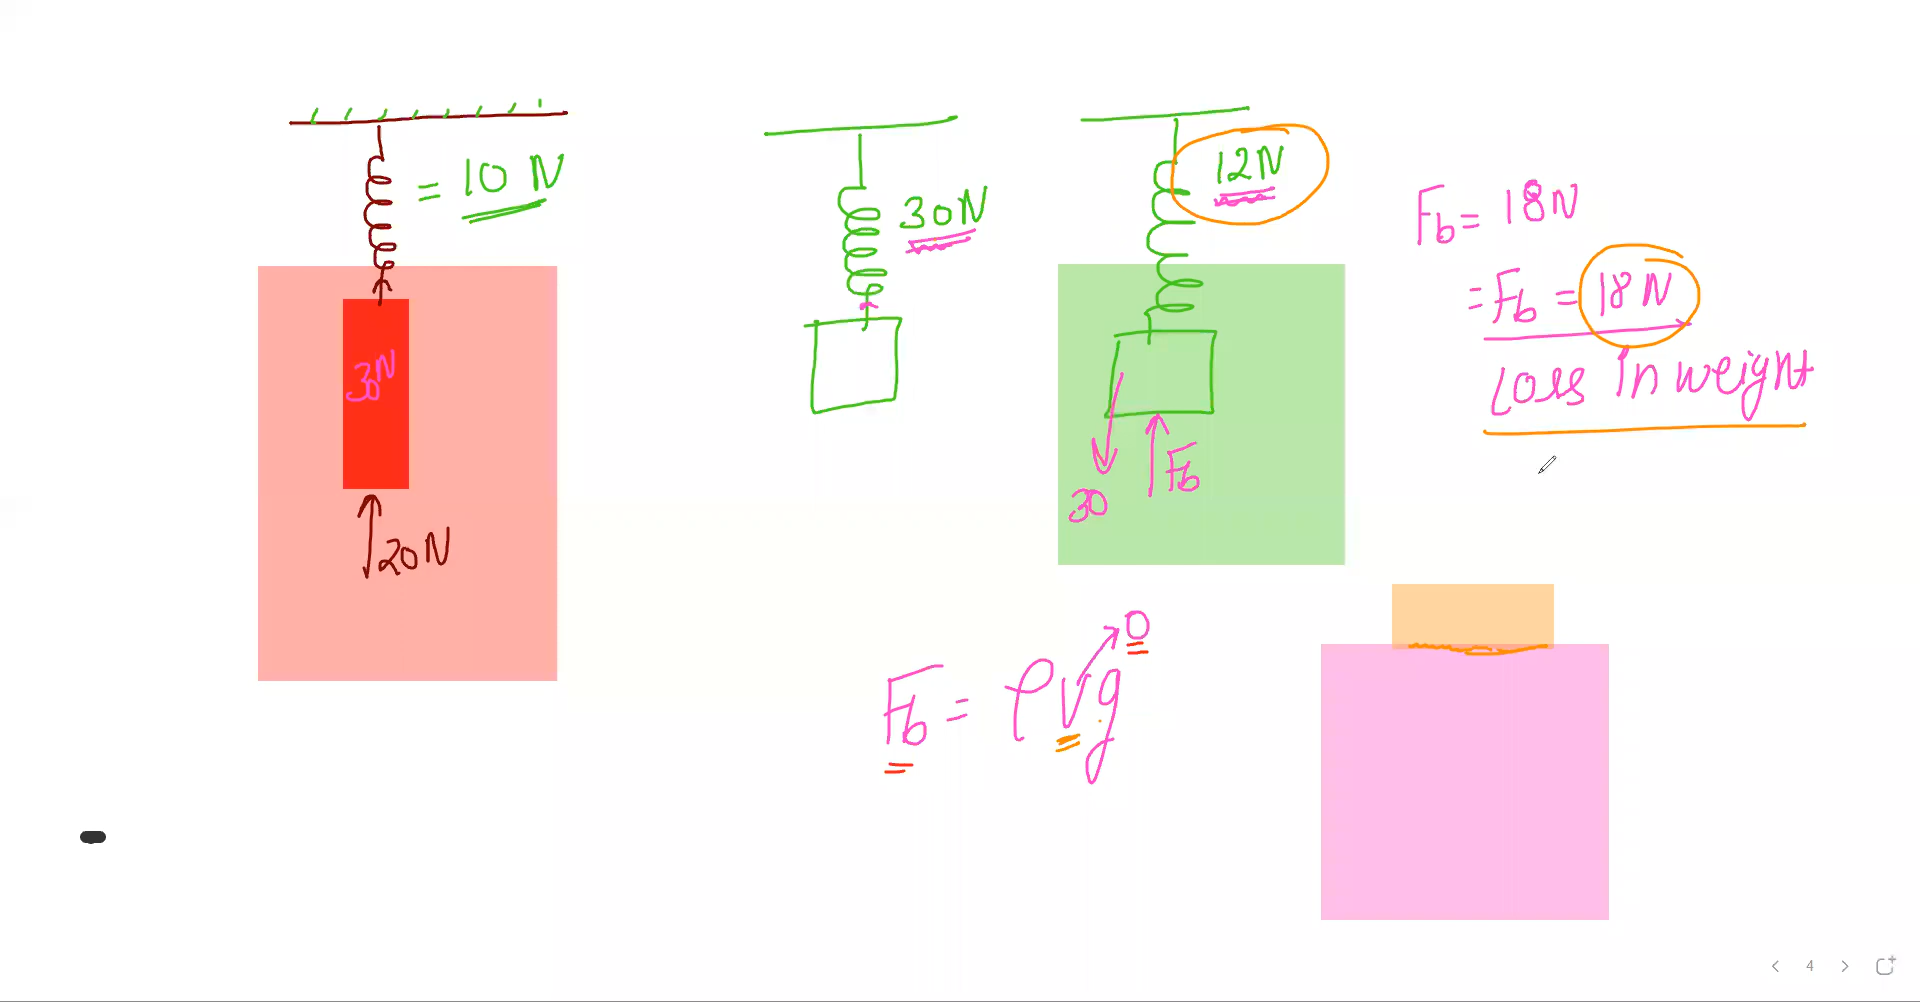 = 10 N
30N
12N
Fb = 18N
= Fb = 18 N
Loss In weight
30N
20N
30
Fb
Fb = ρVg
0
4